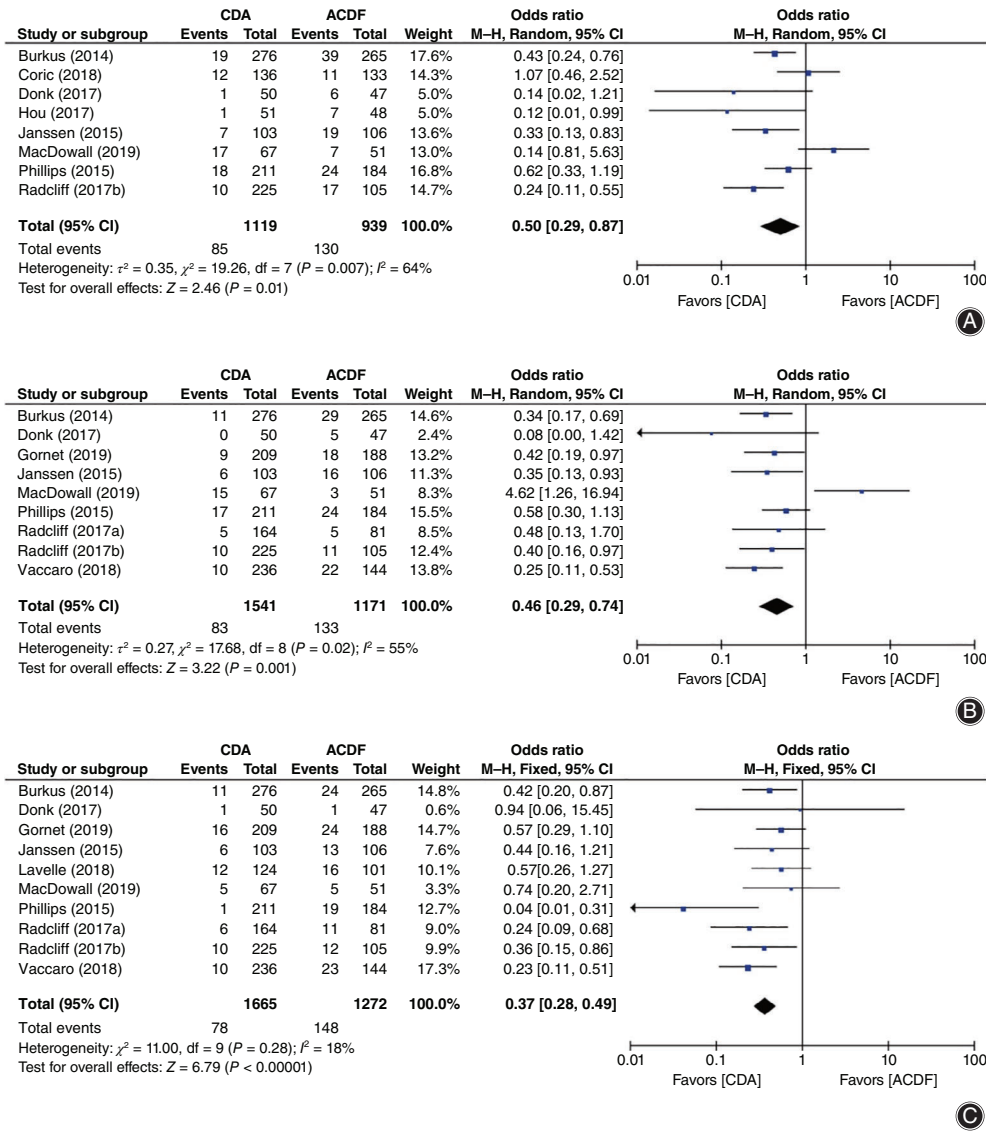 CDA ACDF Odds ratio Odds ratio
Study or subgroup Events Total Events Total Weight M–H, Random, 95% CI M–H, Random, 95% CI
Burkus (2014) 19 276 39 265 17.6% 0.43 [0.24, 0.76]
Coric (2018) 12 136 11 133 14.3% 1.07 [0.46, 2.52]
Donk (2017) 1 50 6 47 5.0% 0.14 [0.02, 1.21]
Hou (2017) 1 51 7 48 5.0% 0.12 [0.01, 0.99]
Janssen (2015) 7 103 19 106 13.6% 0.33 [0.13, 0.83]
MacDowall (2019) 17 67 7 51 13.0% 0.14 [0.81, 5.63]
Phillips (2015) 18 211 24 184 16.8% 0.62 [0.33, 1.19]
Radcliff (2017b) 10 225 17 105 14.7% 0.24 [0.11, 0.55]
Total (95% CI) 1119 939 100.0% 0.50 [0.29, 0.87]
Total events 85 130
Heterogeneity: τ² = 0.35, χ² = 19.26, df = 7 (P = 0.007); I² = 64%
Test for overall effects: Z = 2.46 (P = 0.01)
0.01 0.1 1 10 100
Favors [CDA] Favors [ACDF]
A
CDA ACDF Odds ratio Odds ratio
Study or subgroup Events Total Events Total Weight M–H, Random, 95% CI M–H, Random, 95% CI
Burkus (2014) 11 276 29 265 14.6% 0.34 [0.17, 0.69]
Donk (2017) 0 50 5 47 2.4% 0.08 [0.00, 1.42]
Gornet (2019) 9 209 18 188 13.2% 0.42 [0.19, 0.97]
Janssen (2015) 6 103 16 106 11.3% 0.35 [0.13, 0.93]
MacDowall (2019) 15 67 3 51 8.3% 4.62 [1.26, 16.94]
Phillips (2015) 17 211 24 184 15.5% 0.58 [0.30, 1.13]
Radcliff (2017a) 5 164 5 81 8.5% 0.48 [0.13, 1.70]
Radcliff (2017b) 10 225 11 105 12.4% 0.40 [0.16, 0.97]
Vaccaro (2018) 10 236 22 144 13.8% 0.25 [0.11, 0.53]
Total (95% CI) 1541 1171 100.0% 0.46 [0.29, 0.74]
Total events 83 133
Heterogeneity: τ² = 0.27, χ² = 17.68, df = 8 (P = 0.02); I² = 55%
Test for overall effects: Z = 3.22 (P = 0.001)
0.01 0.1 1 10 100
Favors [CDA] Favors [ACDF]
B
CDA ACDF Odds ratio Odds ratio
Study or subgroup Events Total Events Total Weight M–H, Fixed, 95% CI M–H, Fixed, 95% CI
Burkus (2014) 11 276 24 265 14.8% 0.42 [0.20, 0.87]
Donk (2017) 1 50 1 47 0.6% 0.94 [0.06, 15.45]
Gornet (2019) 16 209 24 188 14.7% 0.57 [0.29, 1.10]
Janssen (2015) 6 103 13 106 7.6% 0.44 [0.16, 1.21]
Lavelle (2018) 12 124 16 101 10.1% 0.57[0.26, 1.27]
MacDowall (2019) 5 67 5 51 3.3% 0.74 [0.20, 2.71]
Phillips (2015) 1 211 19 184 12.7% 0.04 [0.01, 0.31]
Radcliff (2017a) 6 164 11 81 9.0% 0.24 [0.09, 0.68]
Radcliff (2017b) 10 225 12 105 9.9% 0.36 [0.15, 0.86]
Vaccaro (2018) 10 236 23 144 17.3% 0.23 [0.11, 0.51]
Total (95% CI) 1665 1272 100.0% 0.37 [0.28, 0.49]
Total events 78 148
Heterogeneity: χ² = 11.00, df = 9 (P = 0.28); I² = 18%
Test for overall effects: Z = 6.79 (P < 0.00001)
0.01 0.1 1 10 100
Favors [CDA] Favors [ACDF]
C